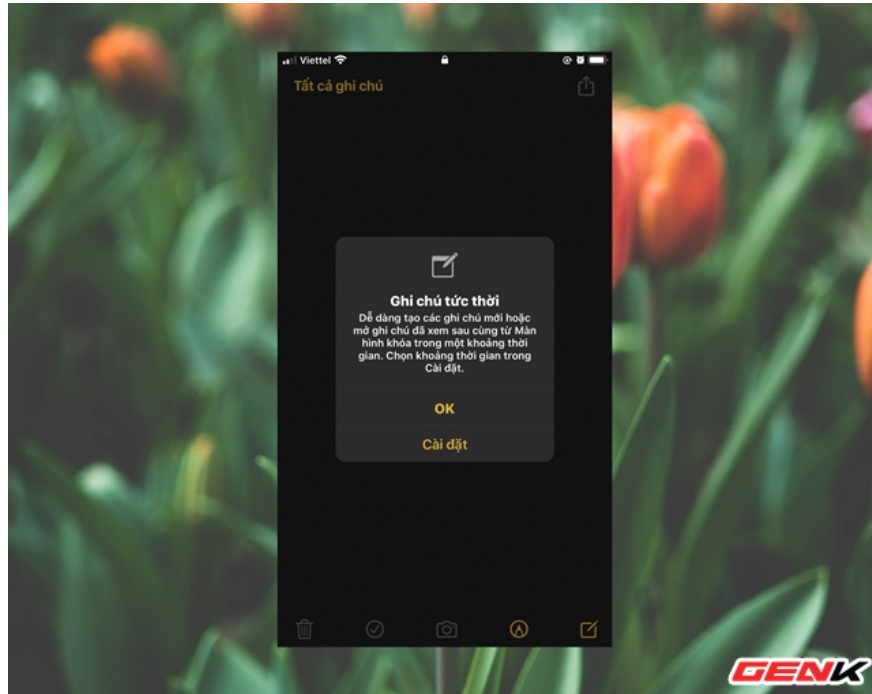 Viettel
Tất cả ghi chú
Ghi chú tức thời
Dễ dàng tạo các ghi chú mới hoặc
mở ghi chú đã xem sau cùng từ Màn
hình khóa trong một khoảng thời
gian. Chọn khoảng thời gian trong
Cài đặt.
OK
Cài đặt
GENK